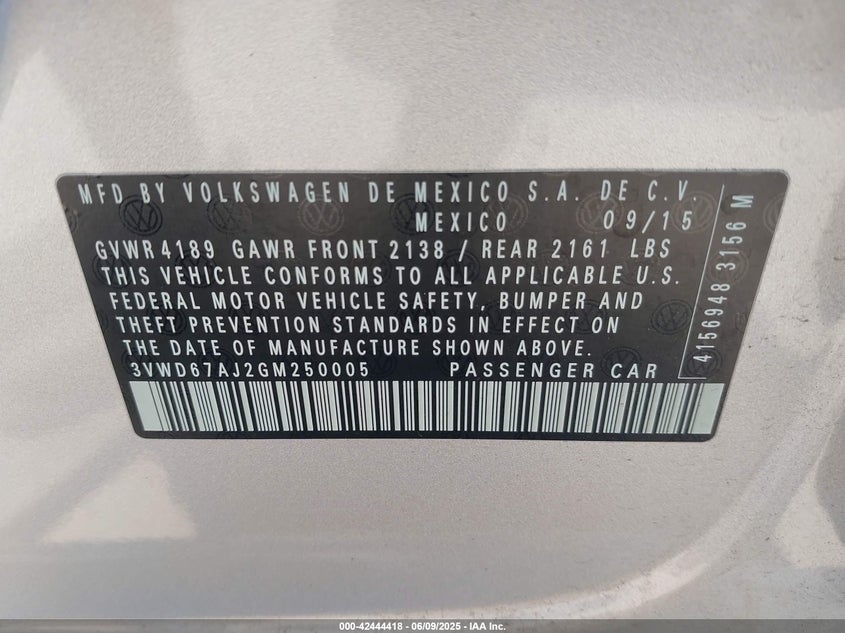 MFD BY VOLKSWAGEN DE MEXICO S.A. DE C.V.
MEXICO 09/15
GVWR 4189 GAWR FRONT 2138 / REAR 2161 LBS
THIS VEHICLE CONFORMS TO ALL APPLICABLE U.S.
FEDERAL MOTOR VEHICLE SAFETY, BUMPER AND
THEFT PREVENTION STANDARDS IN EFFECT ON
THE DATE OF MANUFACTURE SHOWN ABOVE.
3VWD67AJ2GM250005 PASSENGER CAR
4156948 3156 M
000-42444418 - 06/09/2025 - IAA Inc.